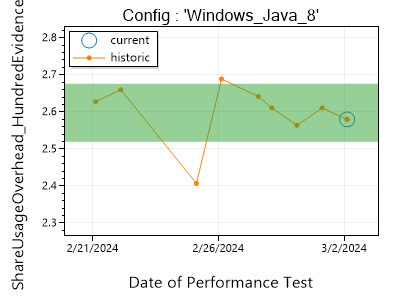 Config : 'Windows_Java_8'
ShareUsageOverhead_HundredEvidence
2.8
2.7
2.6
2.5
2.4
2.3
current
historic
2/21/2024 2/26/2024 3/2/2024
Date of Performance Test